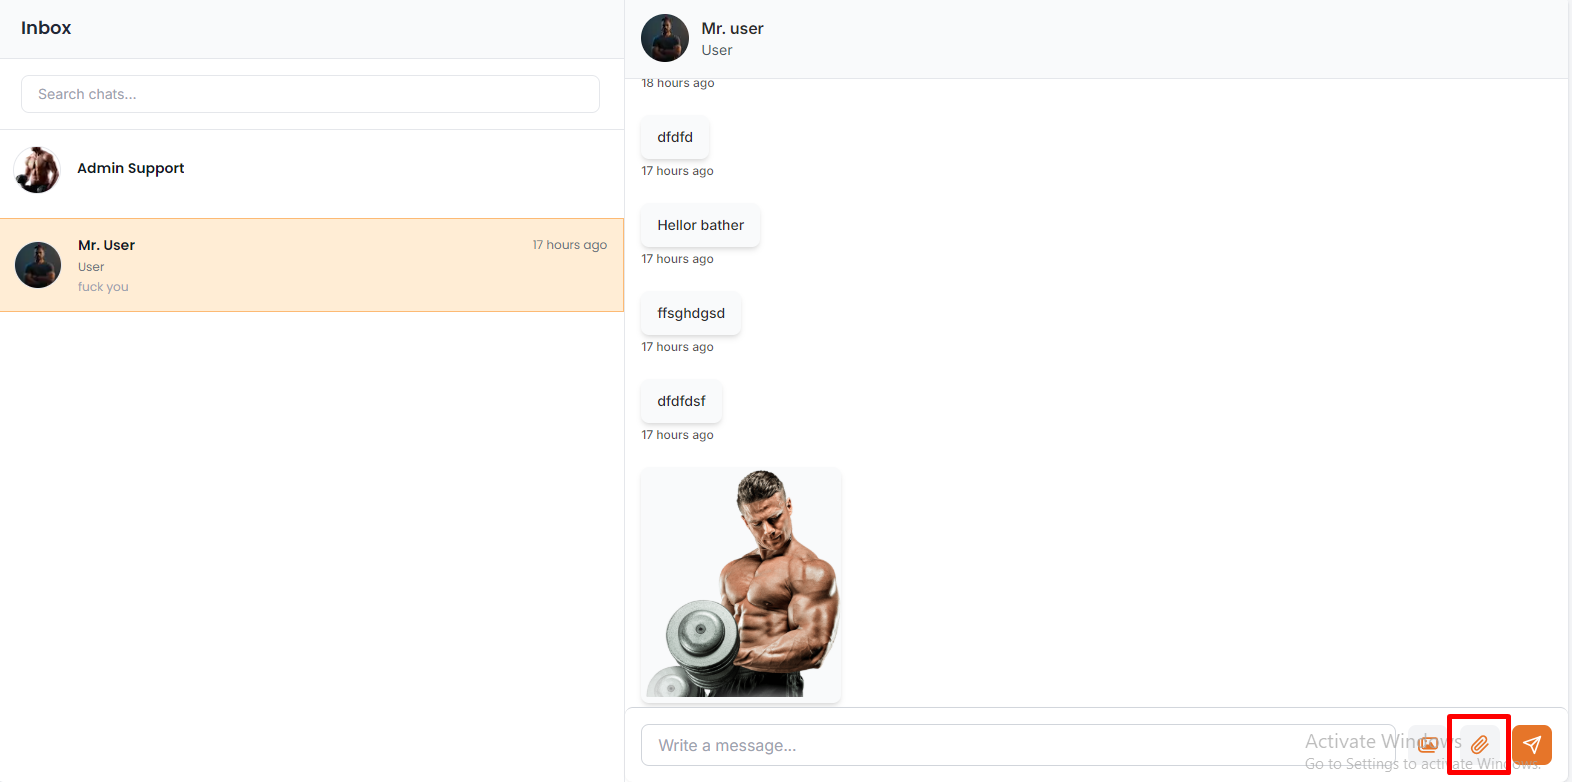 Inbox
Search chats...
Admin Support
Mr. User
17 hours ago
User
fuck you
Mr. user
User
18 hours ago
dfdfd
17 hours ago
Hellor bather
17 hours ago
ffsghdgsd
17 hours ago
dfdfdsf
17 hours ago
Write a message...
Activate Windows
Go to Settings to activate Windows.